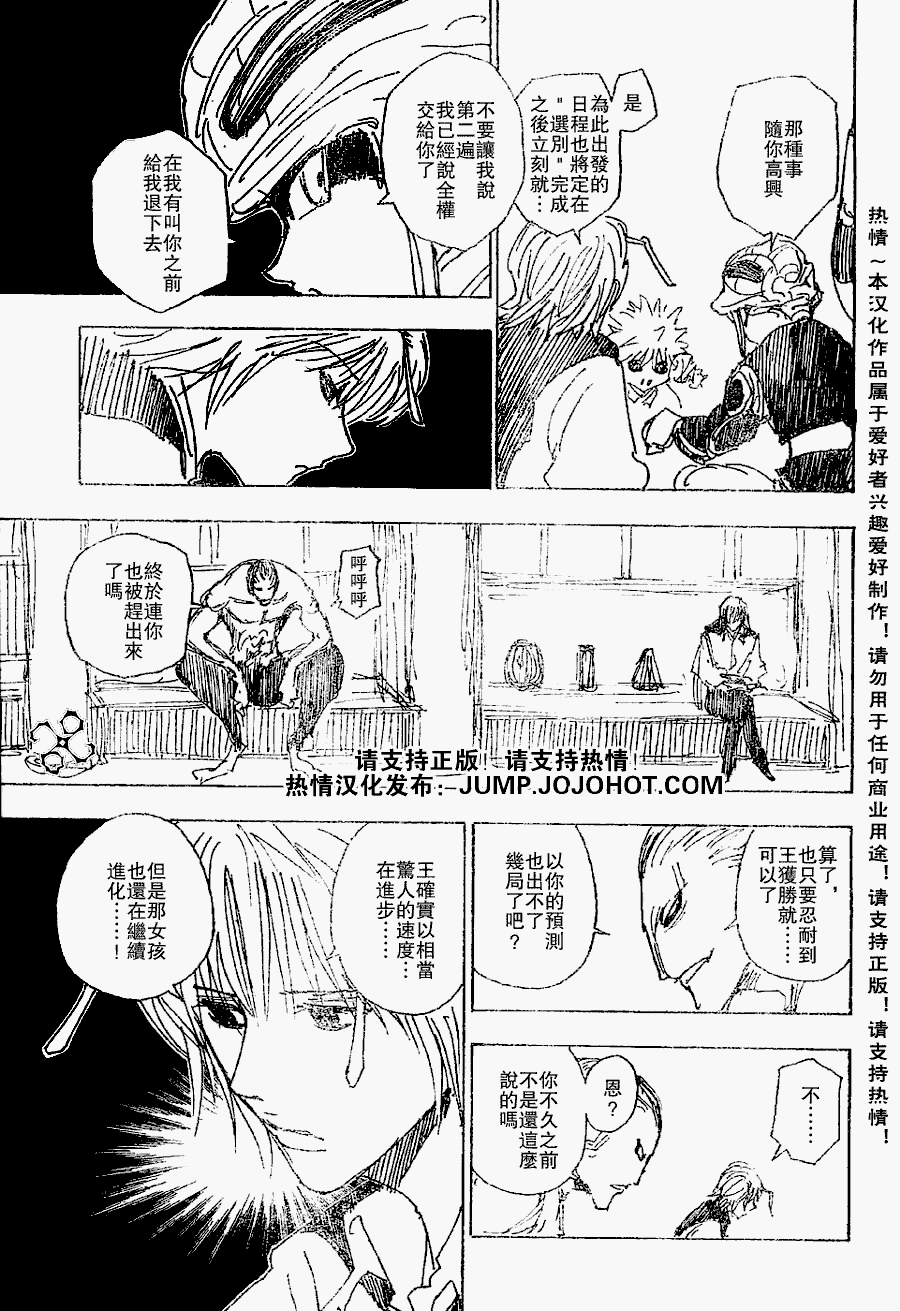 那種事
隨你高興
是
為此出發的
日程也將定在
"選別"完成
之後立刻就…
不要讓我說
第二遍
我已經說全權
交給你了
在我有叫你之前
給我退下去
呼呼呼
終於連你
也被趕出來
了嗎
请支持正版！请支持热情！
热情汉化发布：JUMP.JOJOHOT.COM
算了,
也只要忍耐到
王獲勝就……
可以了
以你的預測
也出不了
幾局了吧？
不………
恩？
你不久之前
不是還這麼
說的嗎
王確實以相當
驚人的速度…
在進步……
但是那女孩
也還在繼續
進化……！
热情~本汉化作品属于爱好者兴趣爱好制作！请勿用于任何商业用途！请支持正版！请支持热情！